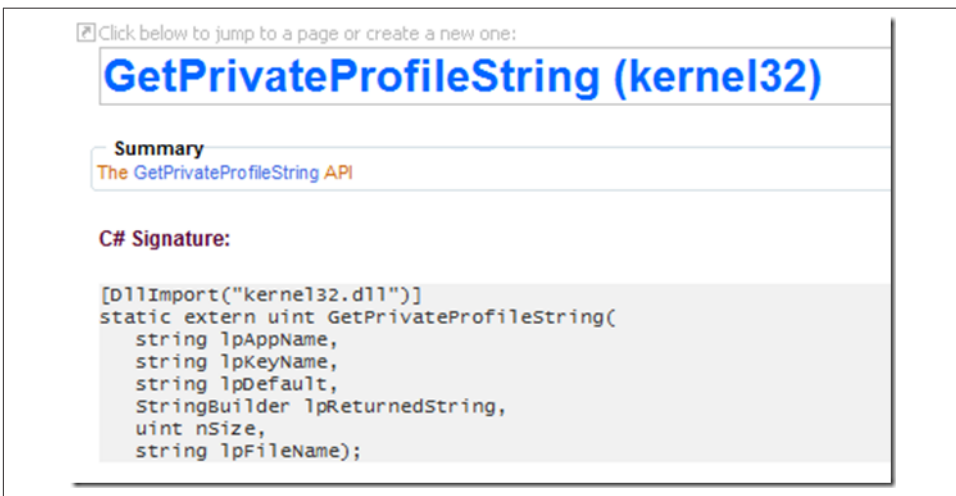 Click below to jump to a page or create a new one:
GetPrivateProfileString (kernel32)
Summary
The GetPrivateProfileString API
C# Signature:
[DllImport("kernel32.dll")]
static extern uint GetPrivateProfileString(
string lpAppName,
string lpKeyName,
string lpDefault,
StringBuilder lpReturnedString,
uint nSize,
string lpFileName);